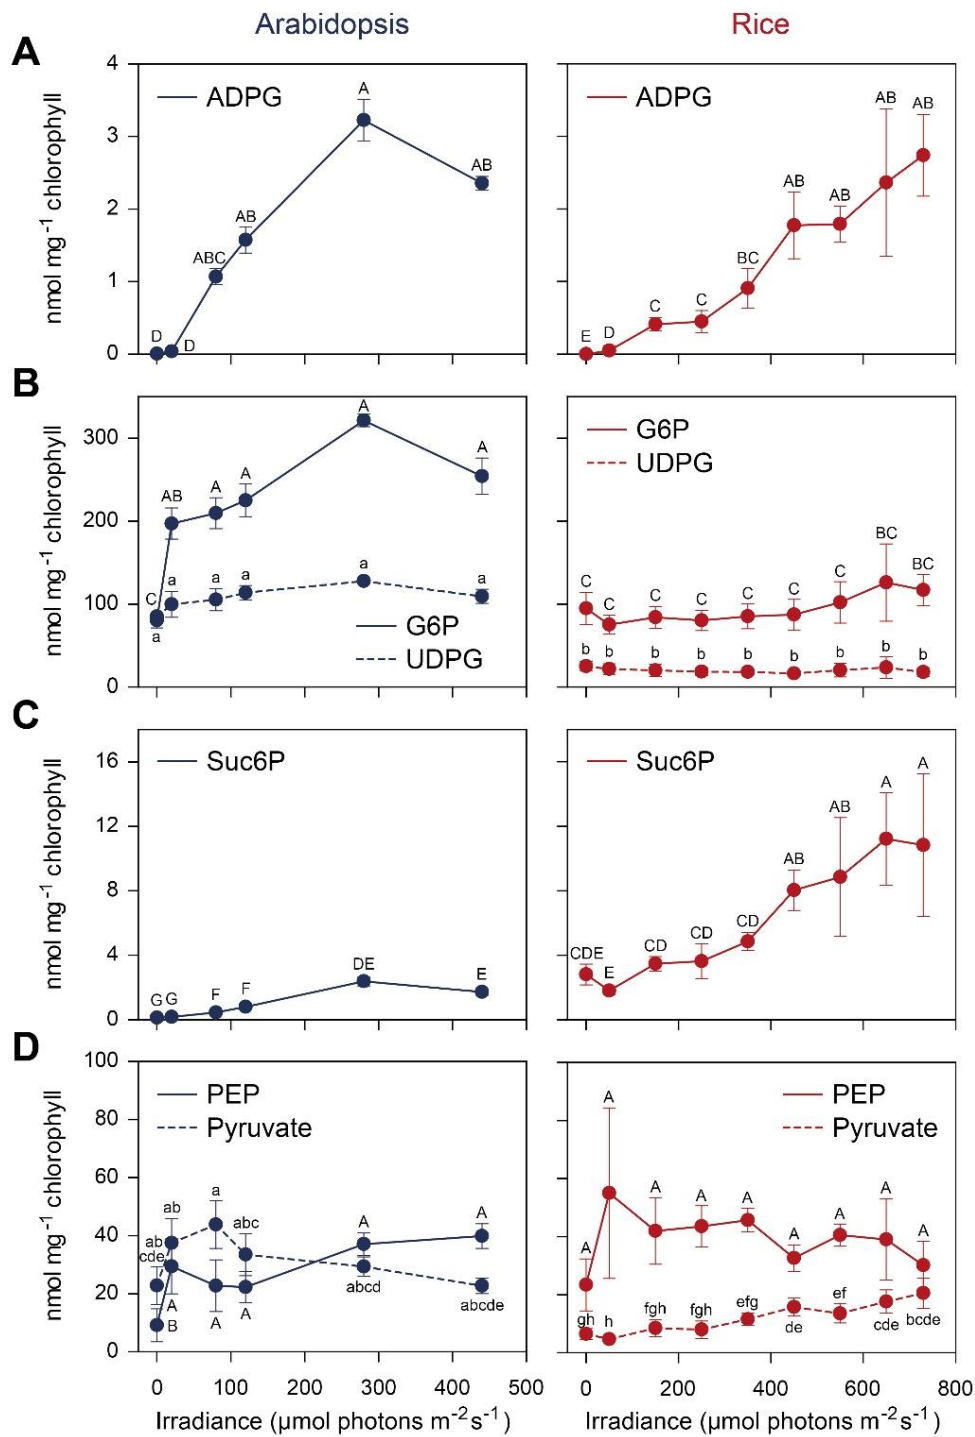 Arabidopsis
Rice
A
nmol mg⁻¹ chlorophyll
4
3
2
1
0
ADPG
D
D
ABC
AB
A
AB
ADPG
E
D
C
C
BC
AB
AB
AB
AB
B
nmol mg⁻¹ chlorophyll
300
200
100
0
C
AB
A
A
A
A
a
a
a
a
a
a
G6P
UDPG
G6P
UDPG
C
C
C
C
C
C
C
BC
BC
b
b
b
b
b
b
b
b
b
C
nmol mg⁻¹ chlorophyll
16
12
8
4
0
Suc6P
G
G
F
F
DE
E
Suc6P
CDE
E
CD
CD
CD
AB
AB
A
A
D
nmol mg⁻¹ chlorophyll
100
80
60
40
20
0
PEP
Pyruvate
ab
cde
ab
a
abc
abcd
abcde
B
A
A
A
A
A
0
100
200
300
400
500
Irradiance (µmol photons m⁻²s⁻¹)
PEP
Pyruvate
A
A
A
A
A
A
A
A
A
gh
h
fgh
fgh
efg
de
ef
cde
bcde
0
200
400
600
800
Irradiance (µmol photons m⁻²s⁻¹)